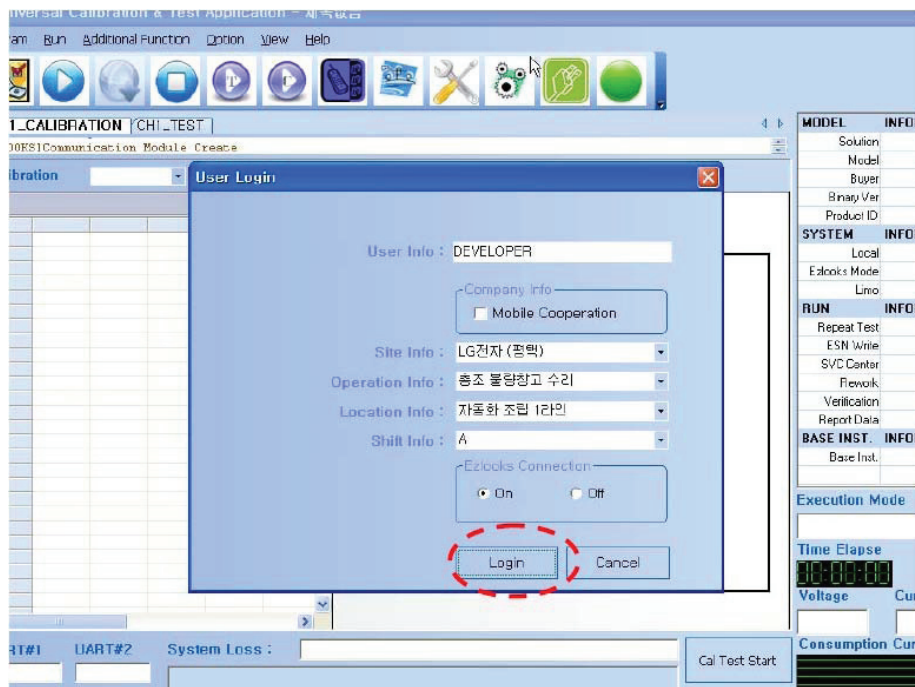 niversal Calibration & Test Application - 제목없음
am Run Additional Function Option View Help
1_CALIBRATION CH1_TEST
OOKS]Communication Module Create
ibration
User Login
User Info : DEVELOPER
Company Info
Mobile Cooperation
Site Info : LG전자 (평택)
Operation Info : 총조 불량창고 수리
Location Info : 자동화 조립 1라인
Shift Info : A
Ezlooks Connection
On Off
Login Cancel
MODEL INFO
Solution
Model
Buyer
Binary Ver
Product ID
SYSTEM INFO
Local
Ezlooks Mode
Limo
RUN INFO
Repeat Test
ESN Write
SVC Center
Rework
Verification
Report Data
BASE INST. INFO
Base Inst.
Execution Mode
Time Elapse
00:00:00
Voltage Cur
Consumption Cur
RT#1 UART#2 System Loss :
Cal Test Start